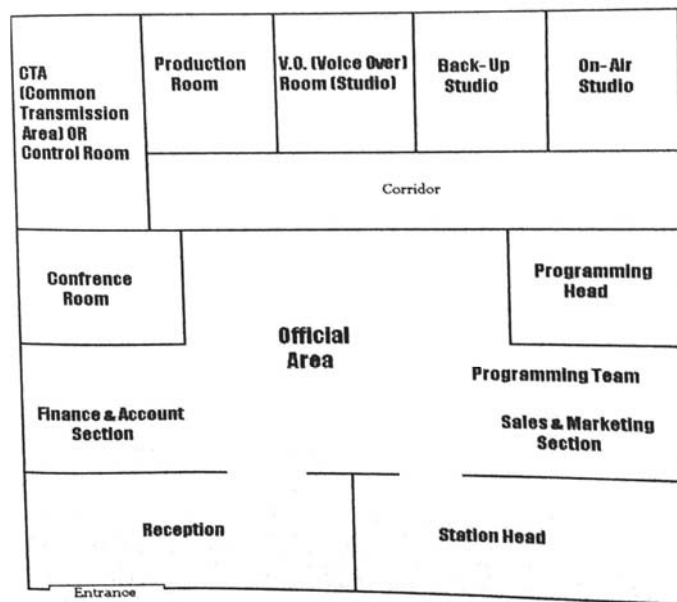 CTA
(Common
Transmission
Area) OR
Control Room
Production
Room
V.O. (Voice Over)
Room (Studio)
Back-Up
Studio
On-Air
Studio
Corridor
Confrence
Room
Programming
Head
Official
Area
Programming Team
Finance & Account
Section
Sales & Marketing
Section
Reception
Station Head
Entrance